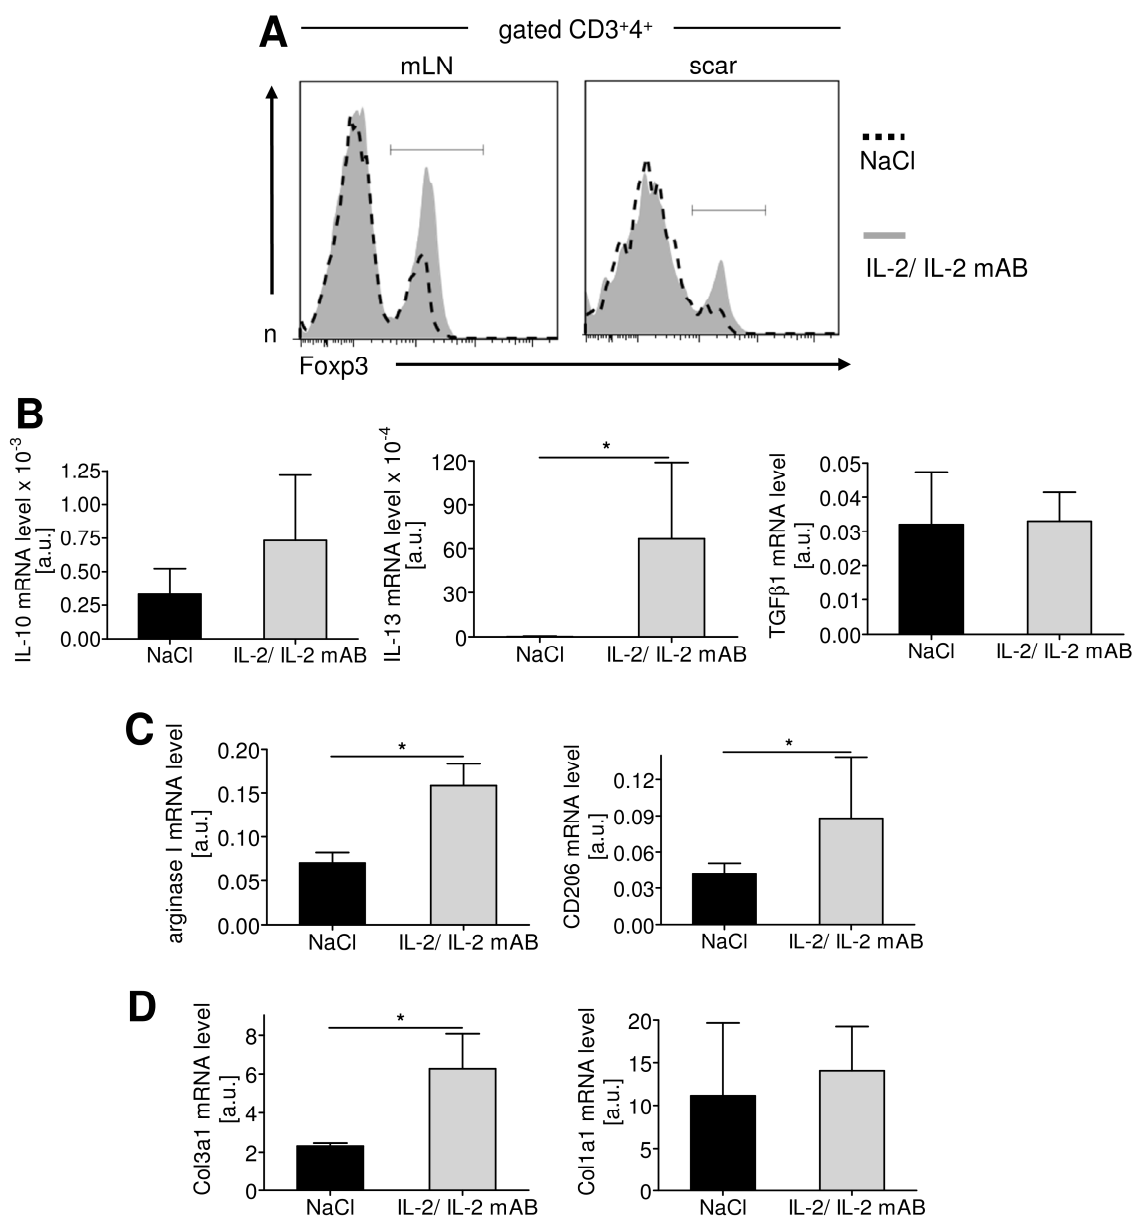 A
gated CD3⁺4⁺
mLN
scar
NaCl
IL-2/ IL-2 mAB
n
Foxp3
B
IL-10 mRNA level x 10⁻³
[a.u.]
1.25
1.00
0.75
0.50
0.25
0.00
NaCl
IL-2/ IL-2 mAB
IL-13 mRNA level x 10⁻⁴
[a.u.]
120
90
60
30
0
*
NaCl
IL-2/ IL-2 mAB
TGFβ1 mRNA level
[a.u.]
0.05
0.04
0.03
0.02
0.01
0.00
NaCl
IL-2/ IL-2 mAB
C
arginase I mRNA level
[a.u.]
0.20
0.15
0.10
0.05
0.00
*
NaCl
IL-2/ IL-2 mAB
CD206 mRNA level
[a.u.]
0.12
0.09
0.06
0.03
0.00
*
NaCl
IL-2/ IL-2 mAB
D
Col3a1 mRNA level
[a.u.]
8
6
4
2
0
*
NaCl
IL-2/ IL-2 mAB
Col1a1 mRNA level
[a.u.]
20
15
10
5
0
NaCl
IL-2/ IL-2 mAB